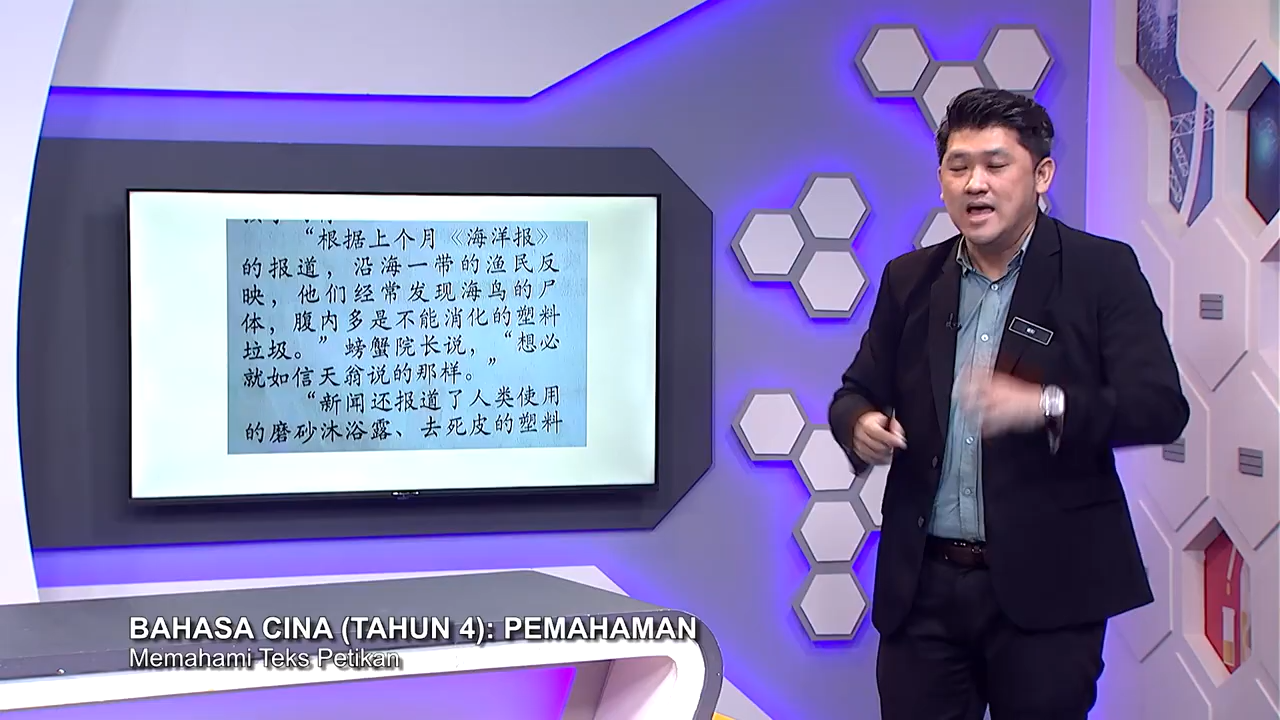 “根据上个月《海洋报》
的报道，沿海一带的渔民反
映，他们经常发现海鸟的尸
体，腹内多是不能消化的塑料
垃圾。”螃蟹院长说，“想必
就如信天翁说的那样。”
“新闻还报道了人类使用
的磨砂沐浴露、去死皮的塑料
BAHASA CINA (TAHUN 4): PEMAHAMAN
Memahami Teks Petikan